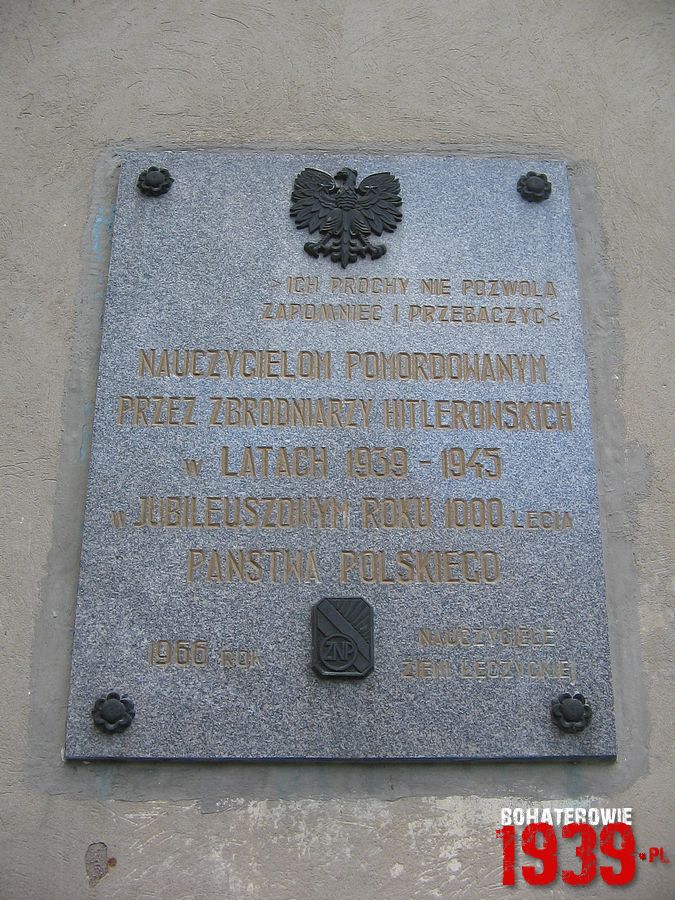 >ICH PROCHY NIE POZWOLĄ
ZAPOMNIEĆ I PRZEBACZYĆ<
NAUCZYCIELOM POMORDOWANYM
PRZEZ ZBRODNIARZY HITLEROWSKICH
W LATACH 1939 - 1945
W JUBILEUSZOWYM ROKU 1000 LECIA
PAŃSTWA POLSKIEGO
1966 ROK
ZNP
NAUCZYCIELE
ZIEMI ŁĘCZYCKIEJ
BOHATEROWIE
1939.PL